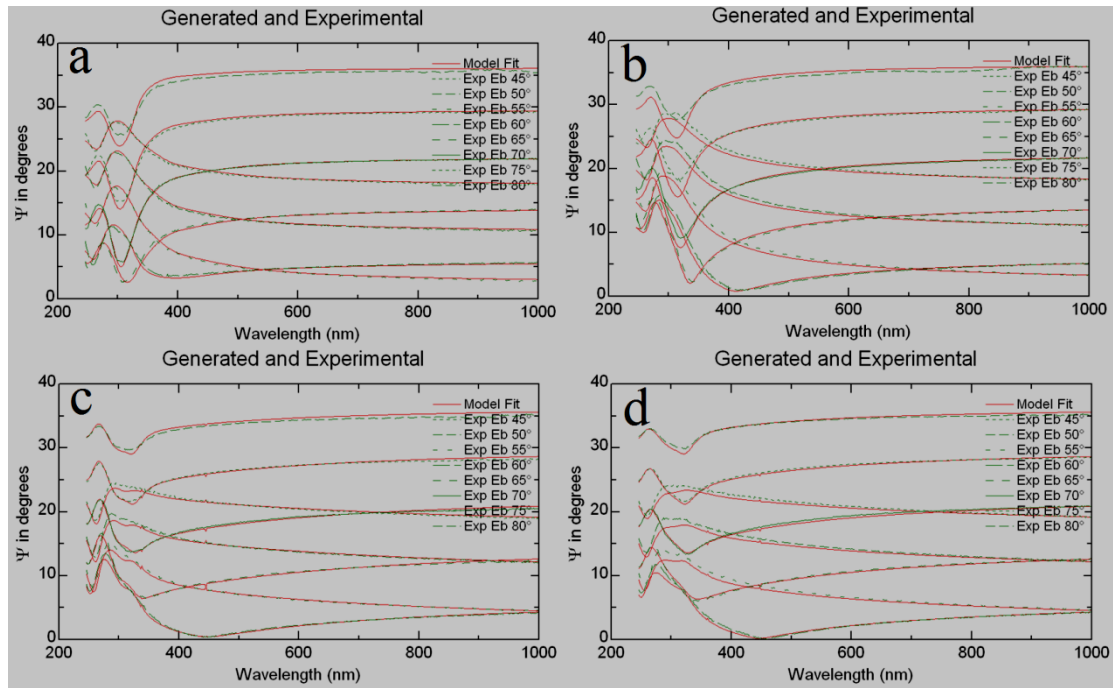 Generated and Experimental
a
Ψ in degrees
40
30
20
10
0
200
400
600
800
1000
Wavelength (nm)
Model Fit
Exp Eb 45°
Exp Eb 50°
Exp Eb 55°
Exp Eb 60°
Exp Eb 65°
Exp Eb 70°
Exp Eb 75°
Exp Eb 80°
Generated and Experimental
b
Ψ in degrees
40
30
20
10
0
200
400
600
800
1000
Wavelength (nm)
Model Fit
Exp Eb 45°
Exp Eb 50°
Exp Eb 55°
Exp Eb 60°
Exp Eb 65°
Exp Eb 70°
Exp Eb 75°
Exp Eb 80°
Generated and Experimental
c
Ψ in degrees
40
30
20
10
0
200
400
600
800
1000
Wavelength (nm)
Model Fit
Exp Eb 45°
Exp Eb 50°
Exp Eb 55°
Exp Eb 60°
Exp Eb 65°
Exp Eb 70°
Exp Eb 75°
Exp Eb 80°
Generated and Experimental
d
Ψ in degrees
40
30
20
10
0
200
400
600
800
1000
Wavelength (nm)
Model Fit
Exp Eb 45°
Exp Eb 50°
Exp Eb 55°
Exp Eb 60°
Exp Eb 65°
Exp Eb 70°
Exp Eb 75°
Exp Eb 80°